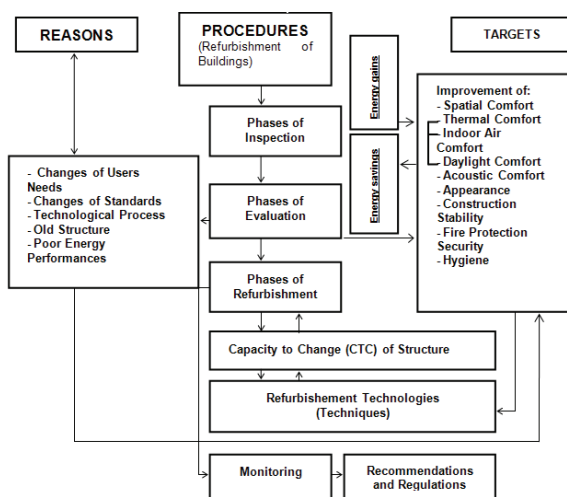 REASONS
PROCEDURES
(Refurbishment of
Buildings)
Energy gains
TARGETS
Phases of
Inspection
Energy savings
Improvement of:
- Spatial Comfort
- Thermal Comfort
- Indoor Air
Comfort
- Daylight Comfort
- Acoustic Comfort
- Appearance
- Construction
Stability
- Fire Protection
Security
- Hygiene
- Changes of Users
Needs
- Changes of Standards
- Technological Process
- Old Structure
- Poor Energy
Performances
Phases of
Evaluation
Phases of
Refurbishment
Capacity to Change (CTC) of Structure
Refurbishement Technologies
(Techniques)
Monitoring
Recommendations
and Regulations